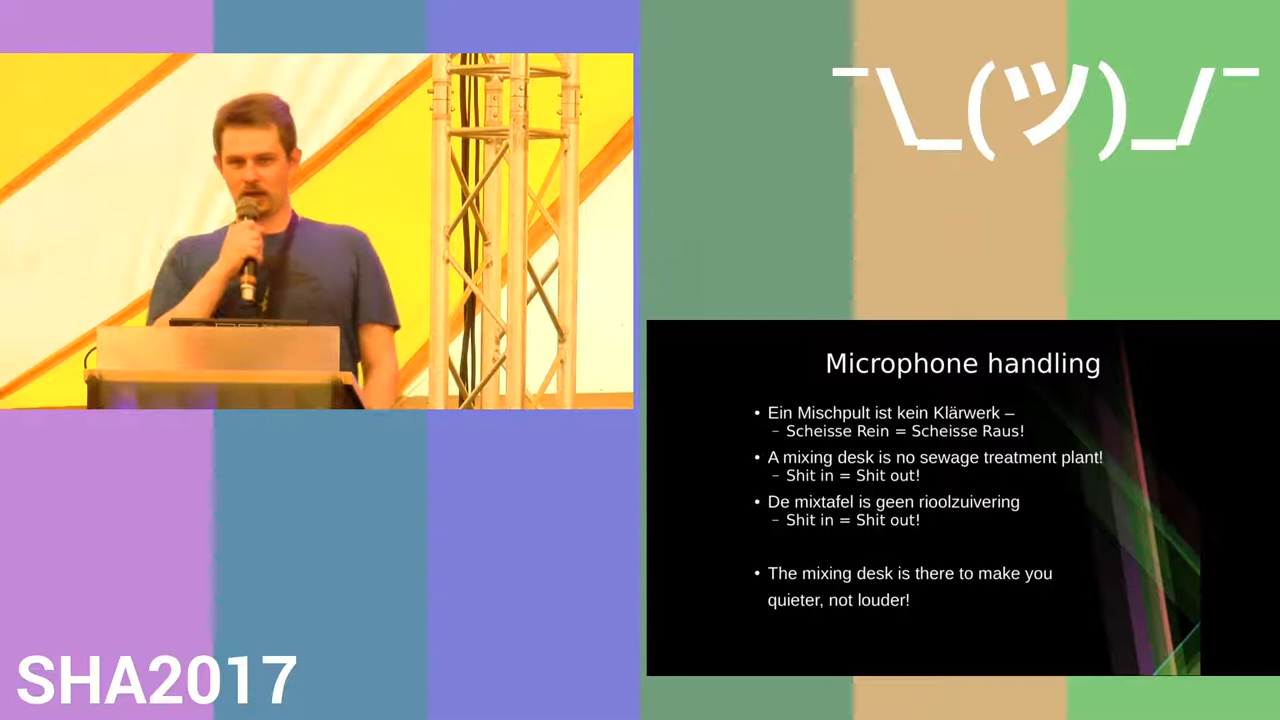 ¯\_(ツ)_/¯
Microphone handling
• Ein Mischpult ist kein Klärwerk –
– Scheisse Rein = Scheisse Raus!
• A mixing desk is no sewage treatment plant!
– Shit in = Shit out!
• De mixtafel is geen rioolzuivering
– Shit in = Shit out!
• The mixing desk is there to make you
quieter, not louder!
SHA2017